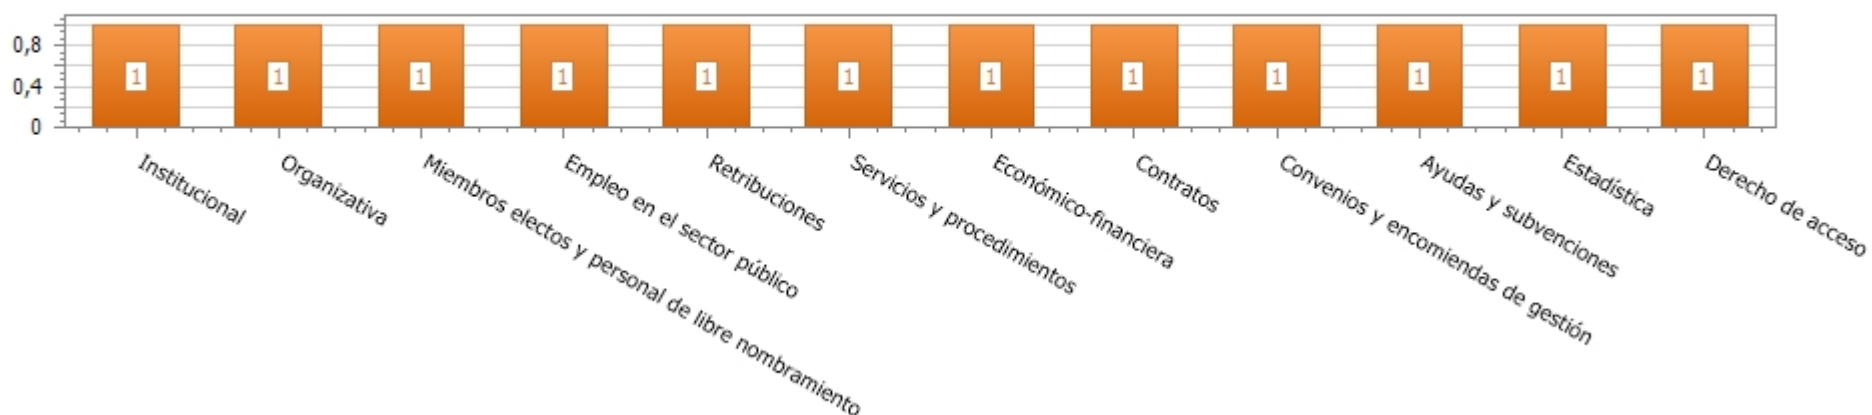 0,8
0,4
0
1
1
1
1
1
1
1
1
1
1
1
1
Institucional
Organizativa
Miembros electos y personal de libre nombramiento
Empleo en el sector público
Retribuciones
Servicios y procedimientos
Económico-financiera
Contratos
Convenios y encomiendas de gestión
Ayudas y subvenciones
Estadística
Derecho de acceso